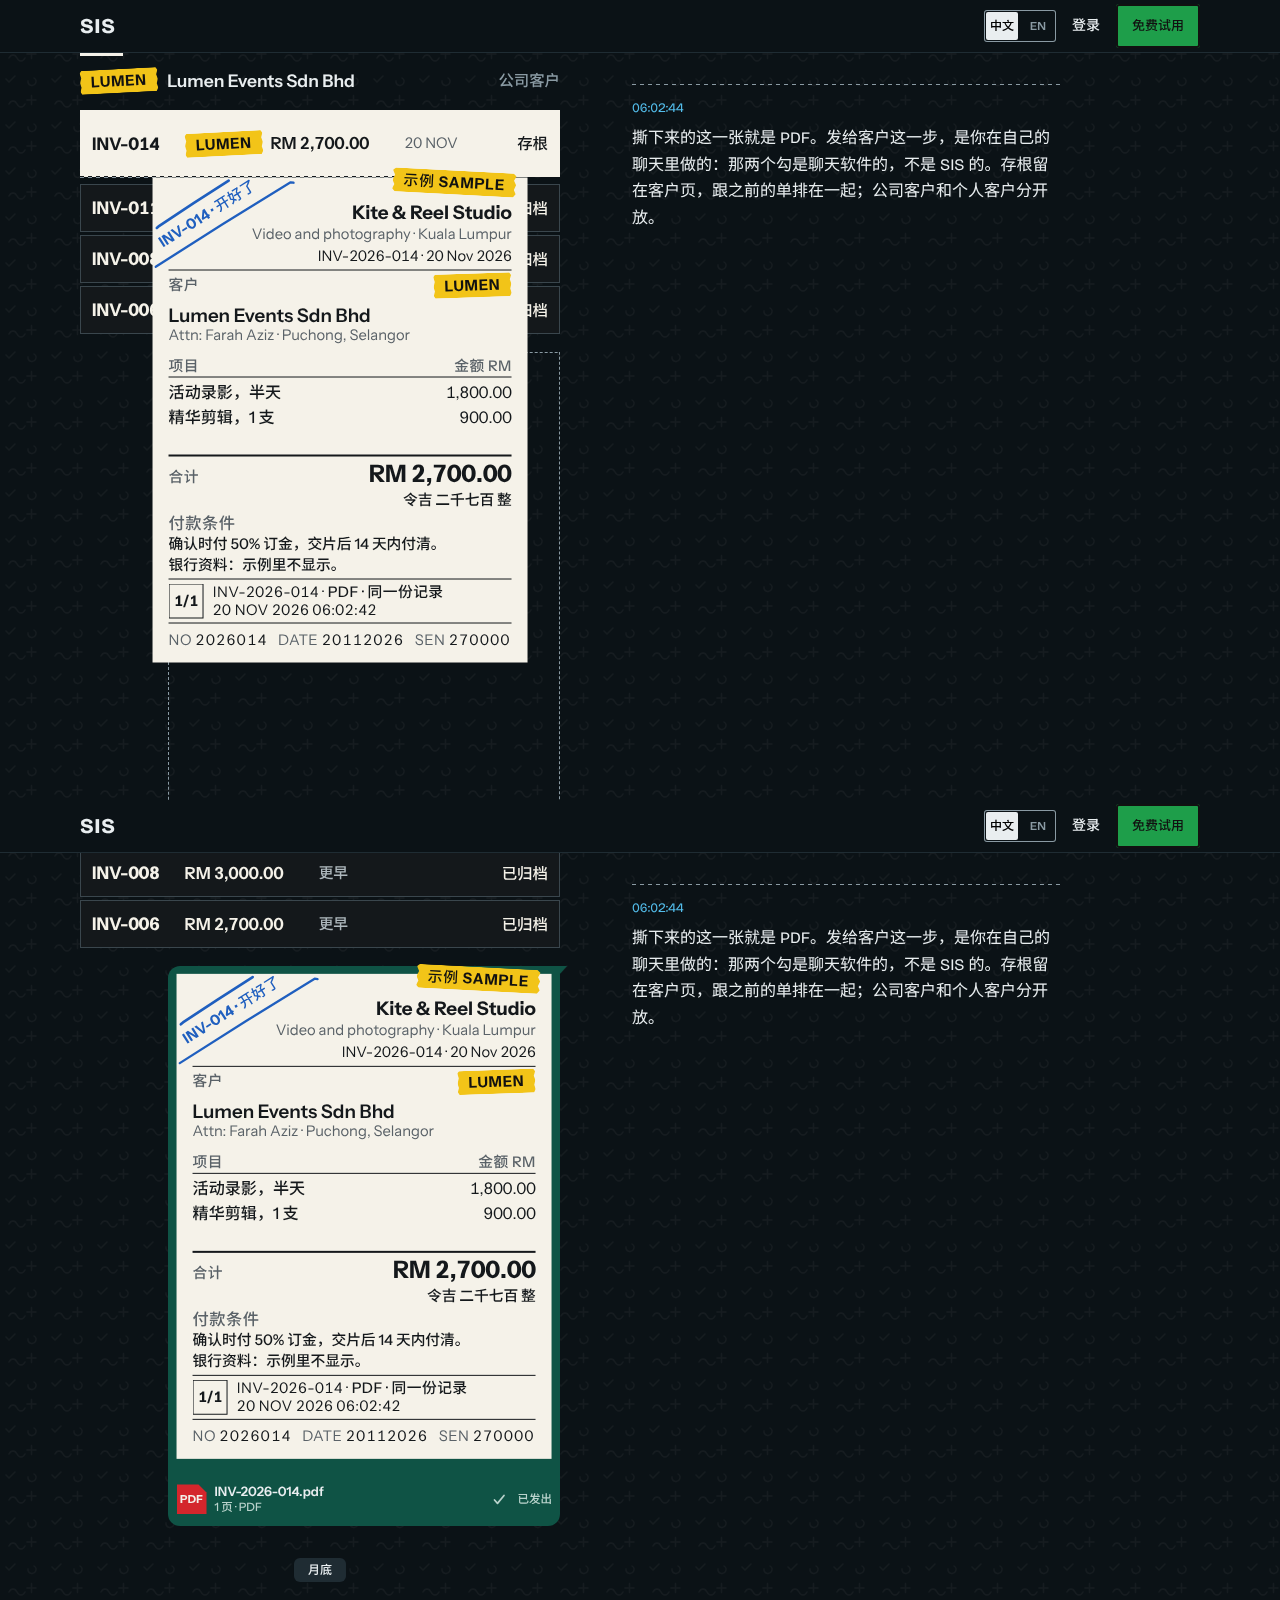 SIS
中文 EN 登录 免费试用
LUMEN Lumen Events Sdn Bhd 公司客户
INV-014 LUMEN RM 2,700.00 20 NOV 存根
示例 SAMPLE
INV-014·开好了
Kite & Reel Studio
Video and photography·Kuala Lumpur
INV-2026-014·20 Nov 2026
客户 LUMEN
Lumen Events Sdn Bhd
Attn: Farah Aziz·Puchong, Selangor
项目 金额 RM
活动录影，半天 1,800.00
精华剪辑，1 支 900.00
合计 RM 2,700.00
令吉 二千七百 整
付款条件
确认时付 50% 订金，交片后 14 天内付清。
银行资料：示例里不显示。
1/1 INV-2026-014·PDF·同一份记录
20 NOV 2026 06:02:42
NO 2026014 DATE 20112026 SEN 270000
06:02:44
撕下来的这一张就是 PDF。发给客户这一步，是你在自己的
聊天里做的：那两个勾是聊天软件的，不是 SIS 的。存根留
在客户页，跟之前的单排在一起；公司客户和个人客户分开
放。
SIS
中文 EN 登录 免费试用
INV-008 RM 3,000.00 更早 已归档
INV-006 RM 2,700.00 更早 已归档
示例 SAMPLE
INV-014·开好了
Kite & Reel Studio
Video and photography·Kuala Lumpur
INV-2026-014·20 Nov 2026
客户 LUMEN
Lumen Events Sdn Bhd
Attn: Farah Aziz·Puchong, Selangor
项目 金额 RM
活动录影，半天 1,800.00
精华剪辑，1 支 900.00
合计 RM 2,700.00
令吉 二千七百 整
付款条件
确认时付 50% 订金，交片后 14 天内付清。
银行资料：示例里不显示。
1/1 INV-2026-014·PDF·同一份记录
20 NOV 2026 06:02:42
NO 2026014 DATE 20112026 SEN 270000
PDF INV-2026-014.pdf
1 页·PDF
已发出
月底
06:02:44
撕下来的这一张就是 PDF。发给客户这一步，是你在自己的
聊天里做的：那两个勾是聊天软件的，不是 SIS 的。存根留
在客户页，跟之前的单排在一起；公司客户和个人客户分开
放。